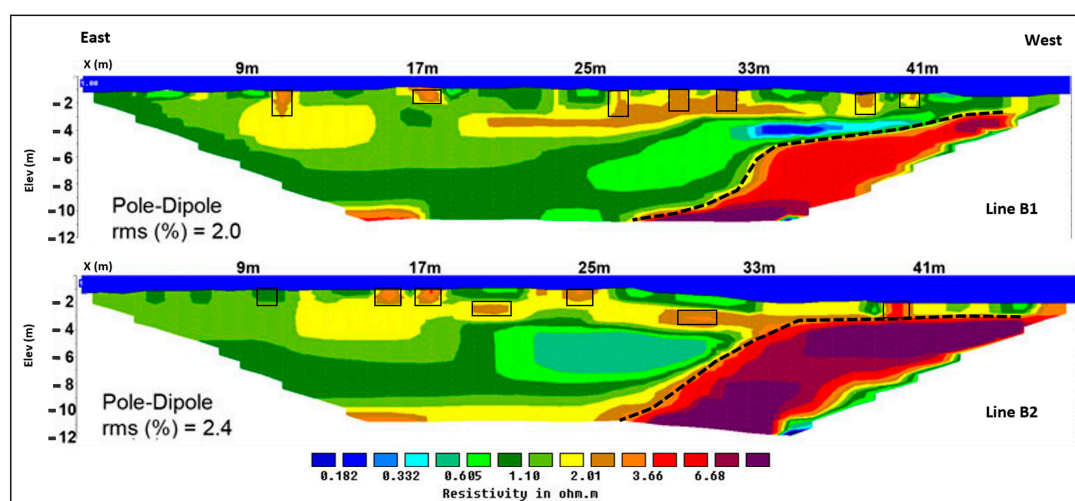 East West
X (m) 9m 17m 25m 33m 41m
-2
-4
-6
-8
-10
-12
Elev (m)
Pole-Dipole
rms (%) = 2.0
Line B1
X (m) 9m 17m 25m 33m 41m
-2
-4
-6
-8
-10
-12
Elev (m)
Pole-Dipole
rms (%) = 2.4
Line B2
0.182 0.332 0.605 1.10 2.01 3.66 6.68
Resistivity in ohm.m